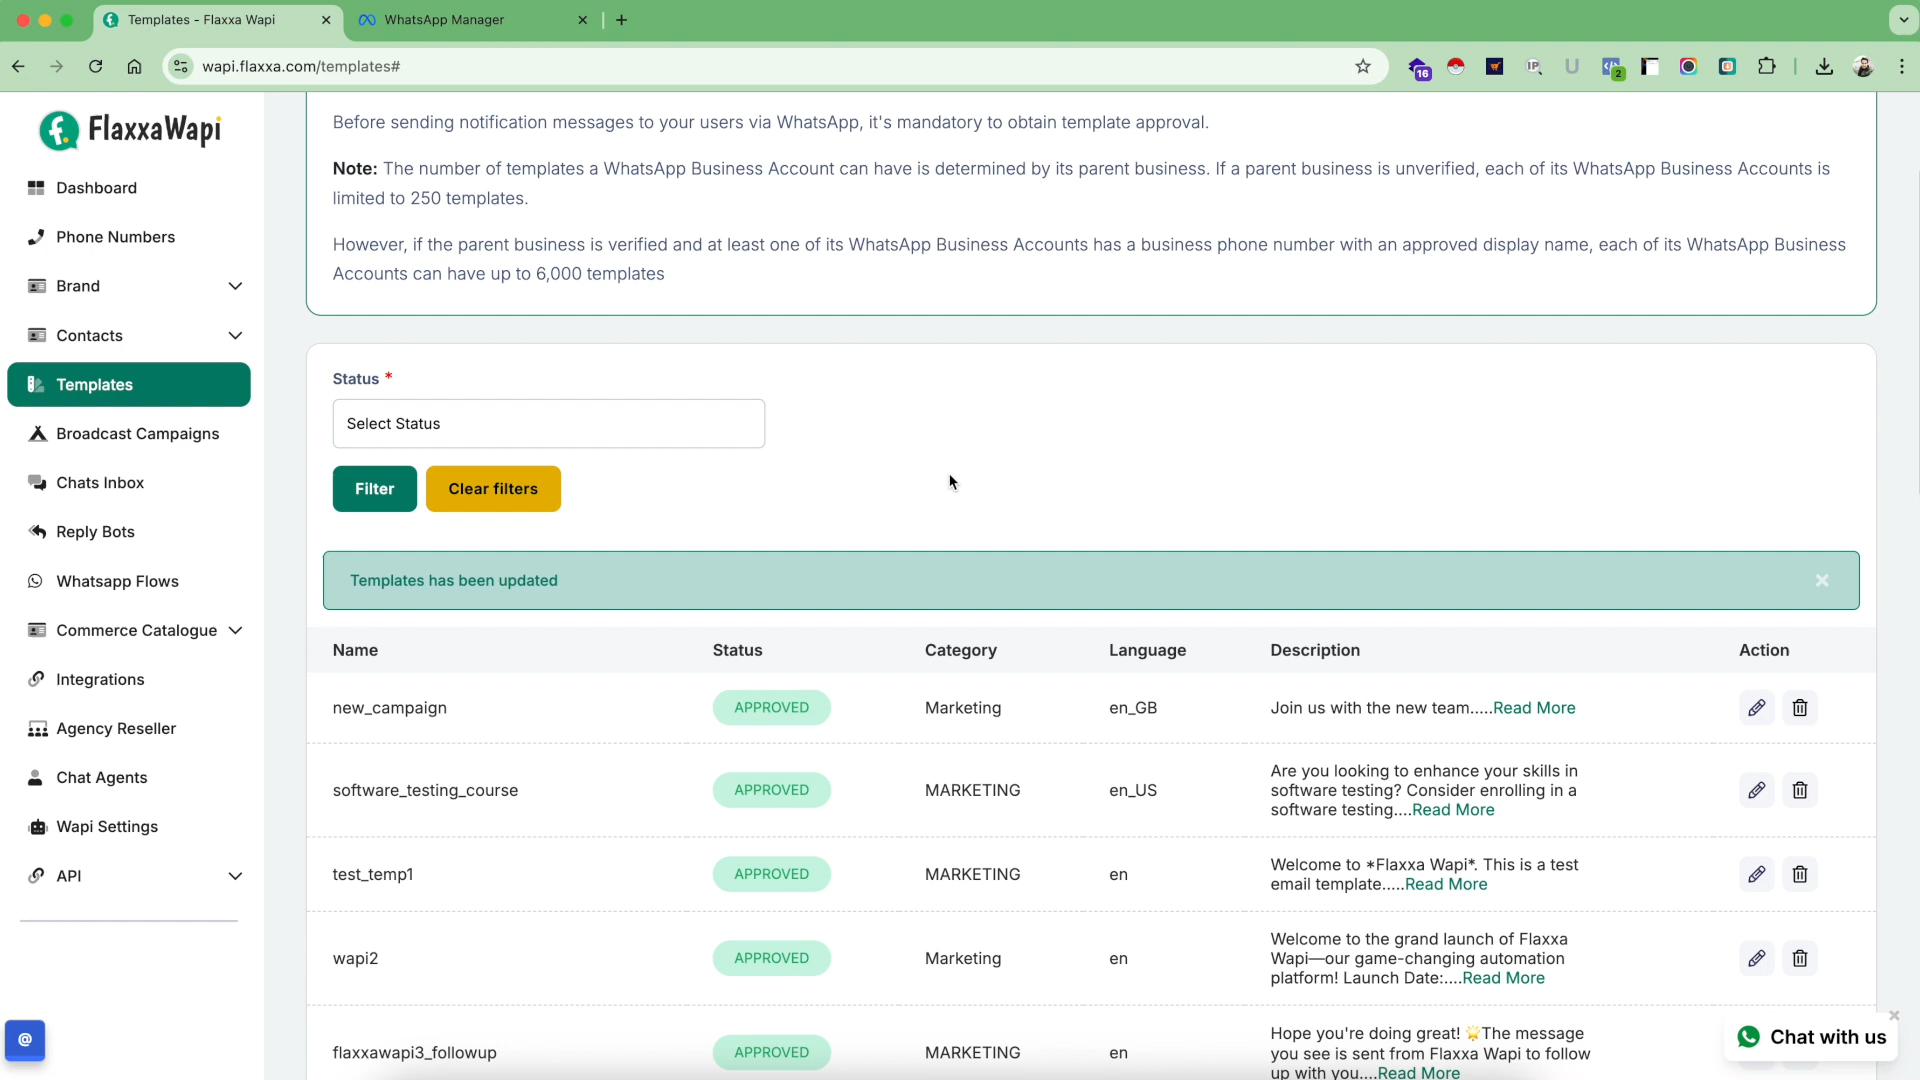 Templates - Flaxxa Wapi
WhatsApp Manager
wapi.flaxxa.com/templates#
16
IP
U
2
FlaxxaWapi
Dashboard
Phone Numbers
Brand
Contacts
Templates
Broadcast Campaigns
Chats Inbox
Reply Bots
Whatsapp Flows
Commerce Catalogue
Integrations
Agency Reseller
Chat Agents
Wapi Settings
API
@
Before sending notification messages to your users via WhatsApp, it's mandatory to obtain template approval.
Note: The number of templates a WhatsApp Business Account can have is determined by its parent business. If a parent business is unverified, each of its WhatsApp Business Accounts is
limited to 250 templates.
However, if the parent business is verified and at least one of its WhatsApp Business Accounts has a business phone number with an approved display name, each of its WhatsApp Business
Accounts can have up to 6,000 templates
Status *
Select Status
Filter
Clear filters
Templates has been updated
Name Status Category Language Description Action
new_campaign APPROVED Marketing en_GB Join us with the new team.....Read More
software_testing_course APPROVED MARKETING en_US
Are you looking to enhance your skills in
software testing? Consider enrolling in a
software testing....Read More
test_temp1 APPROVED MARKETING en
Welcome to *Flaxxa Wapi*. This is a test
email template.....Read More
wapi2 APPROVED Marketing en
Welcome to the grand launch of Flaxxa
Wapi—our game-changing automation
platform! Launch Date:....Read More
flaxxawapi3_followup APPROVED MARKETING en
Hope you're doing great! 🌟The message
you see is sent from Flaxxa Wapi to follow
up with you....Read More
Chat with us